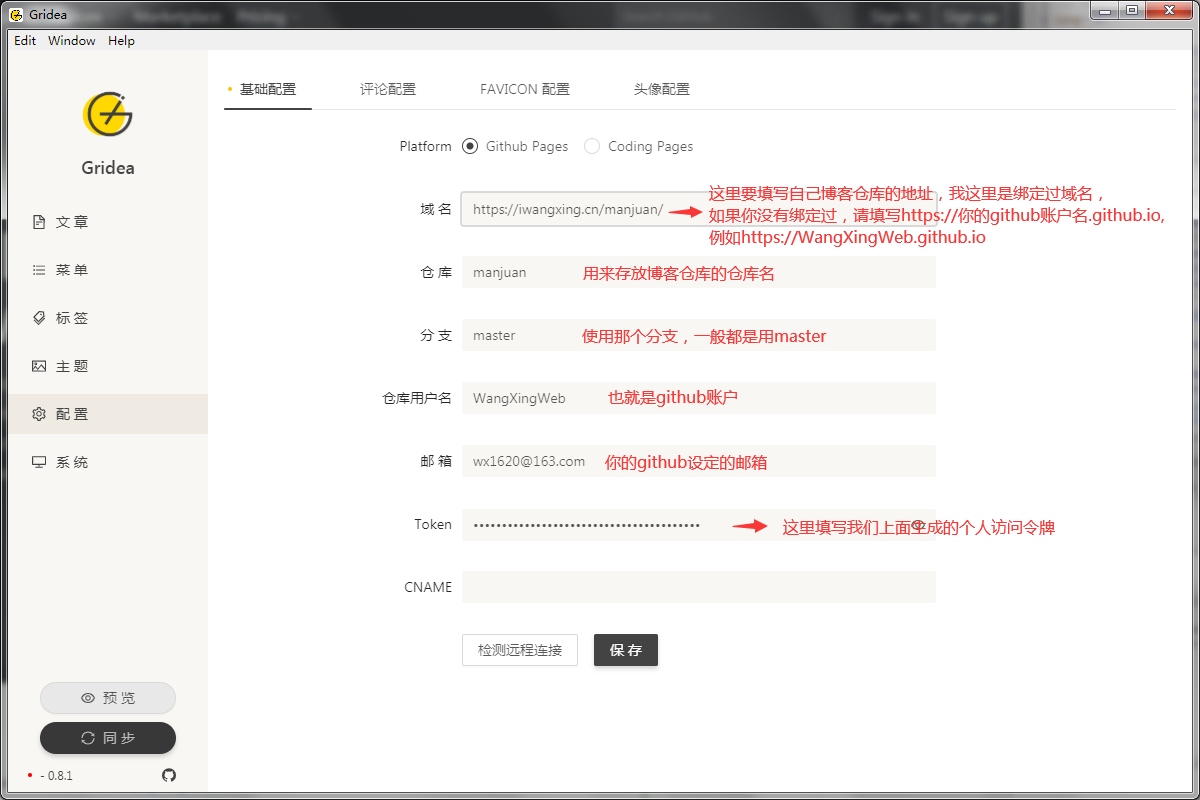 Gridea
Edit Window Help
Gridea
文章
菜单
标签
主题
配置
系统
预览
同步
- 0.8.1
基础配置 评论配置 FAVICON 配置 头像配置
Platform Github Pages Coding Pages
域名 https://iwangxing.cn/manjuan/
这里要填写自己博客仓库的地址，我这里是绑定过域名，
如果你没有绑定过，请填写https://你的github账户名.github.io,
例如https://WangXingWeb.github.io
仓库 manjuan 用来存放博客仓库的仓库名
分支 master 使用那个分支，一般都是用master
仓库用户名 WangXingWeb 也就是github账户
邮箱 wx1620@163.com 你的github设定的邮箱
Token •••••••••••••••••••••••••••••••••••••••• 这里填写我们上面生成的个人访问令牌
CNAME
检测远程连接 保存